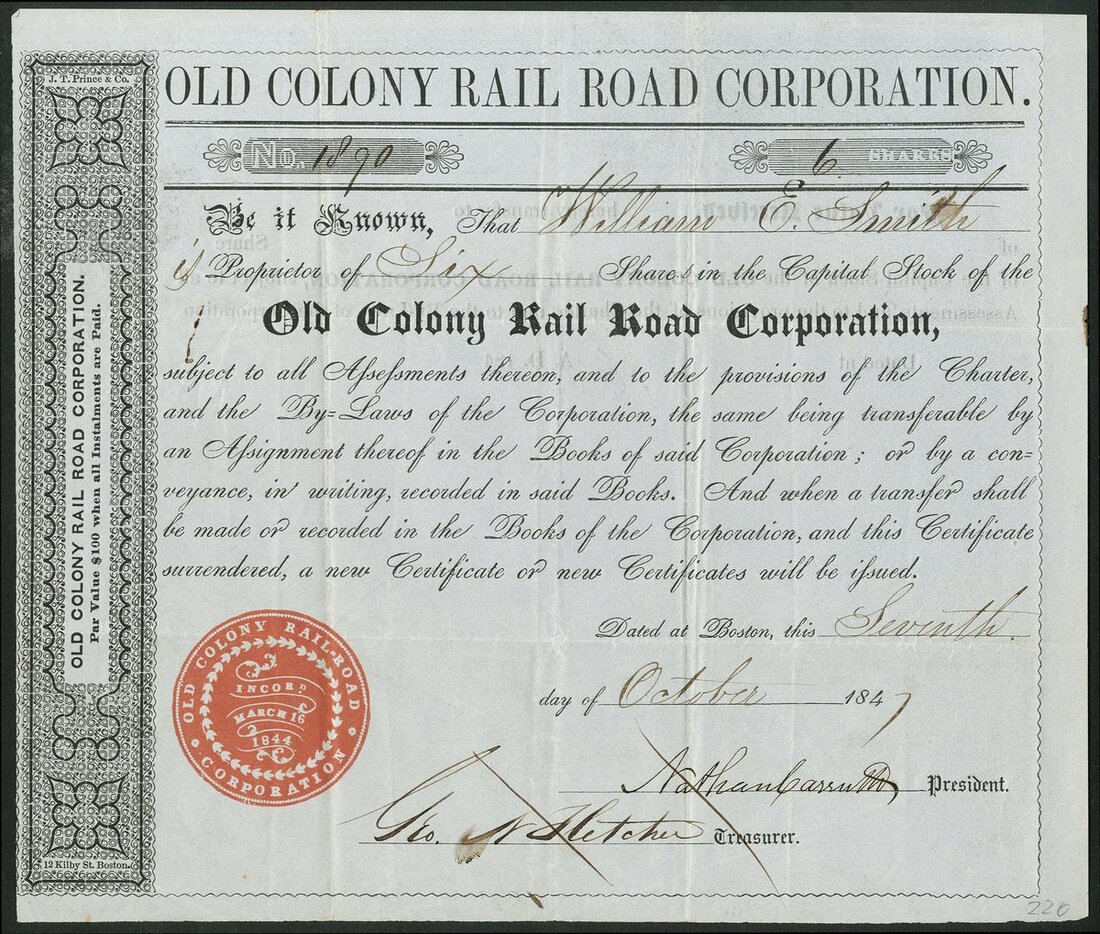 J. T. Prince & Co.
OLD COLONY RAIL ROAD CORPORATION.
Par Value $100 when all Instalments are Paid.
12 Kilby St. Boston.
OLD COLONY RAIL ROAD CORPORATION.
No. 1890 6 SHARES
Be it Known, That William E. Smith
is Proprietor of Six Shares in the Capital Stock of the
Old Colony Rail Road Corporation,
subject to all Assessments thereon, and to the provisions of the Charter,
and the By=Laws of the Corporation, the same being transferable by
an Assignment thereof in the Books of said Corporation; or by a con=
veyance, in writing, recorded in said Books. And when a transfer shall
be made or recorded in the Books of the Corporation, and this Certificate
surrendered, a new Certificate or new Certificates will be issued.
Dated at Boston, this Seventh
day of October 1847
OLD COLONY RAIL-ROAD
CORPORATION
INCORD.
MARCH 16
1844
Nathan Carruth President.
Geo. N Fletcher Treasurer.
220